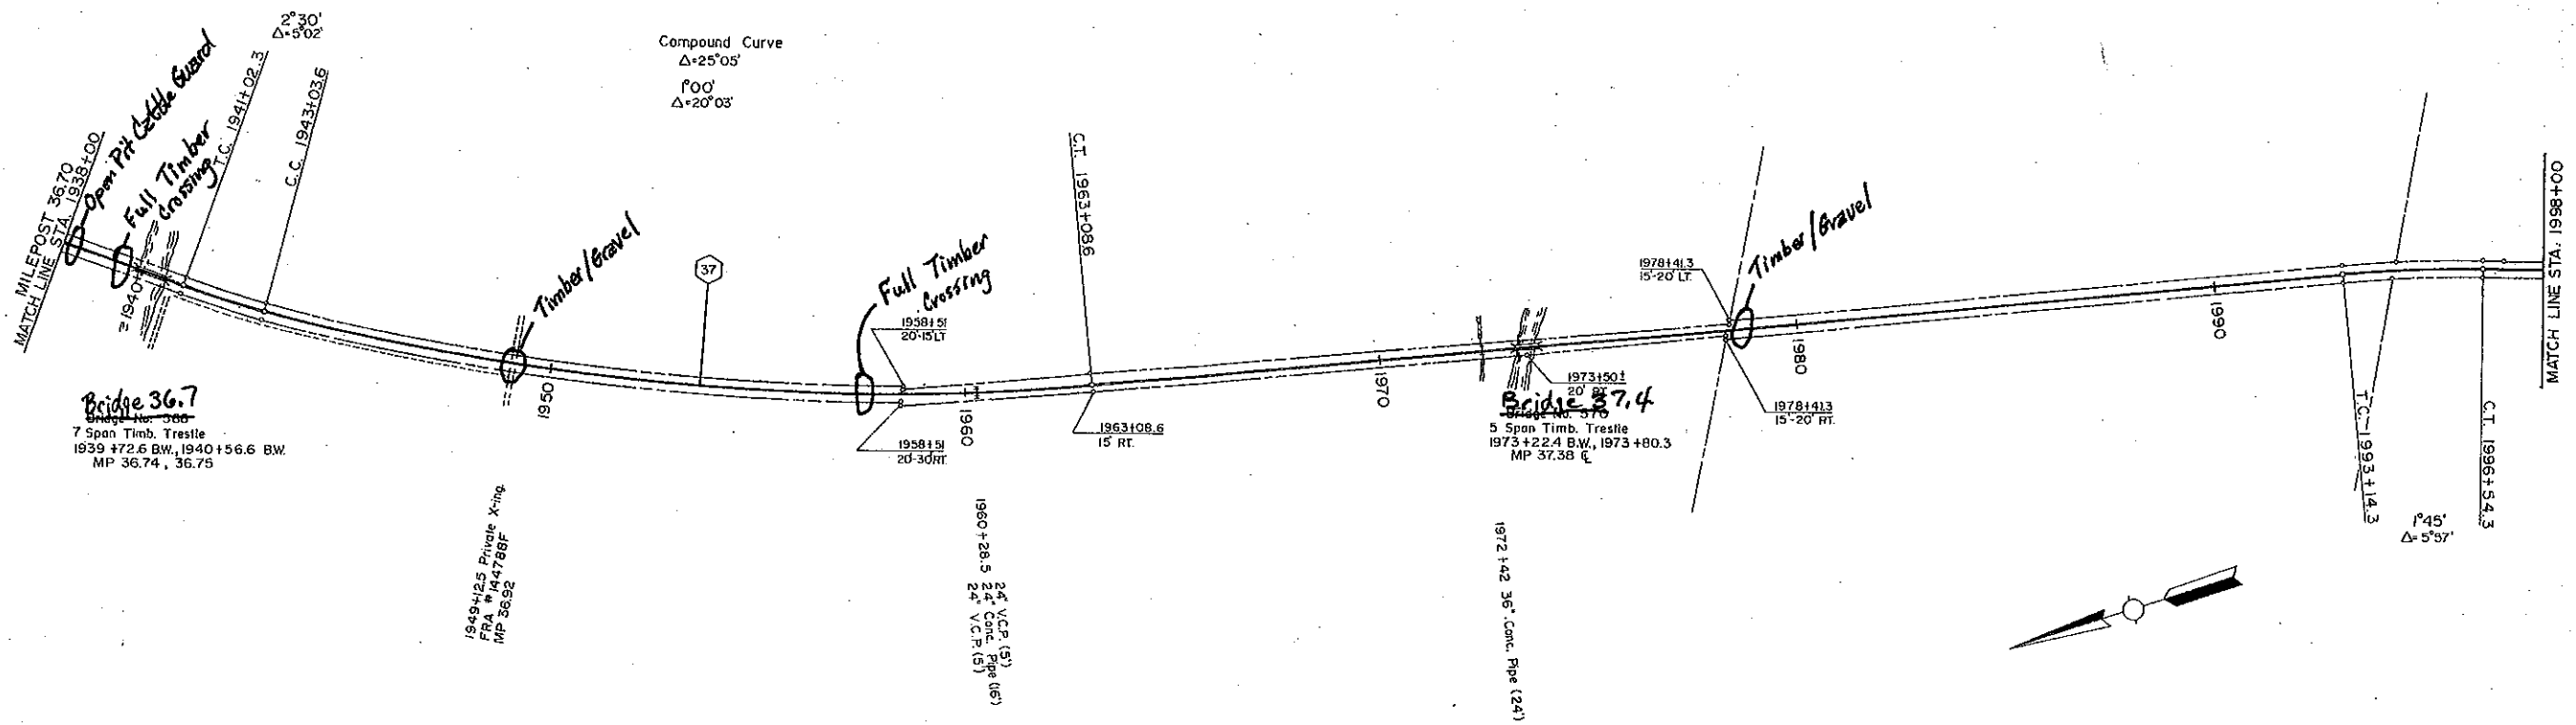 2°30'
Δ=5°02'
Compound Curve
Δ=25°05'
1°00'
Δ=20°03'
MILEPOST 36.70
MATCH LINE STA. 1938+00
Open Pit Cattle Guard
Full Timber
Crossing
T.C. 1941+02.3
C.C. 1943+03.6
1940
Timber/Gravel
37
Full Timber
Crossing
1958+51
20'-15' LT
C.T. 1963+08.6
1978+41.3
15'-20' LT.
Timber/Gravel
MATCH LINE STA. 1998+00
1950
1960
1970
1980
1990
Bridge 36.7
7 Span Timb. Trestle
1939+72.6 B.W., 1940+56.6 B.W.
MP 36.74, 36.75
1958+51
20'-30' RT.
1963+08.6
15' RT.
1973+50±
20' RT.
Bridge 37.4
5 Span Timb. Trestle
1973+22.4 B.W., 1973+80.3
MP 37.38 ℄
1978+41.3
15'-20' RT.
T.C. 1993+14.3
C.T. 1996+54.3
1°45'
Δ=5°57'
1949+12.5 Private X-ing.
FRA # 144788F
MP 36.92
24" V.C.P. (5')
1960+28.5 24" Conc. Pipe (16')
24" V.C.P. (5')
1972+42 36" Conc. Pipe (24')